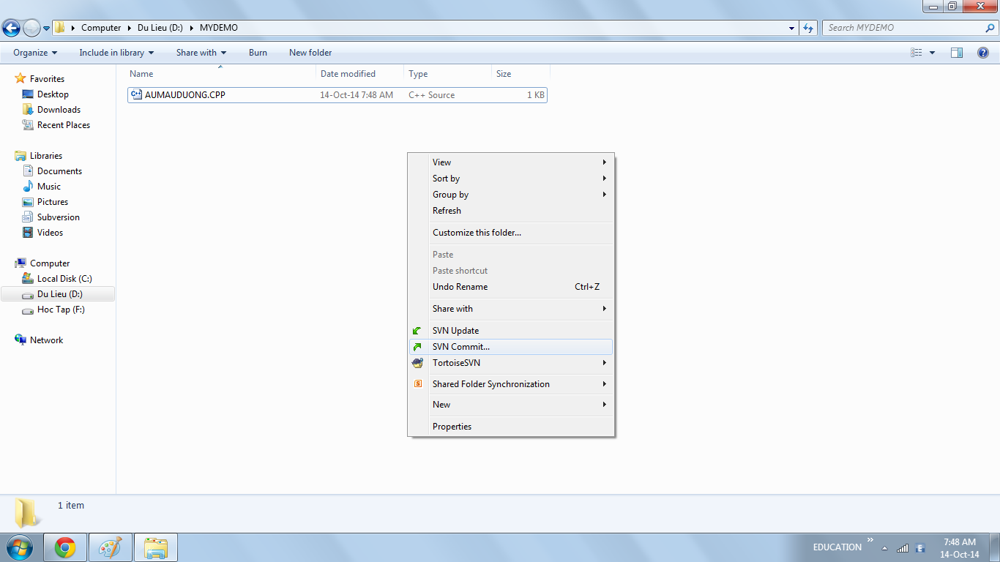 Computer Du Lieu (D:) MYDEMO
Search MYDEMO
Organize Include in library Share with Burn New folder
Name Date modified Type Size
AUMAUDUONG.CPP 14-Oct-14 7:48 AM C++ Source 1 KB
Favorites
Desktop
Downloads
Recent Places
Libraries
Documents
Music
Pictures
Subversion
Videos
Computer
Local Disk (C:)
Du Lieu (D:)
Hoc Tap (F:)
Network
View
Sort by
Group by
Refresh
Customize this folder...
Paste
Paste shortcut
Undo Rename Ctrl+Z
Share with
SVN Update
SVN Commit...
TortoiseSVN
Shared Folder Synchronization
New
Properties
1 item
EDUCATION
7:48 AM
14-Oct-14